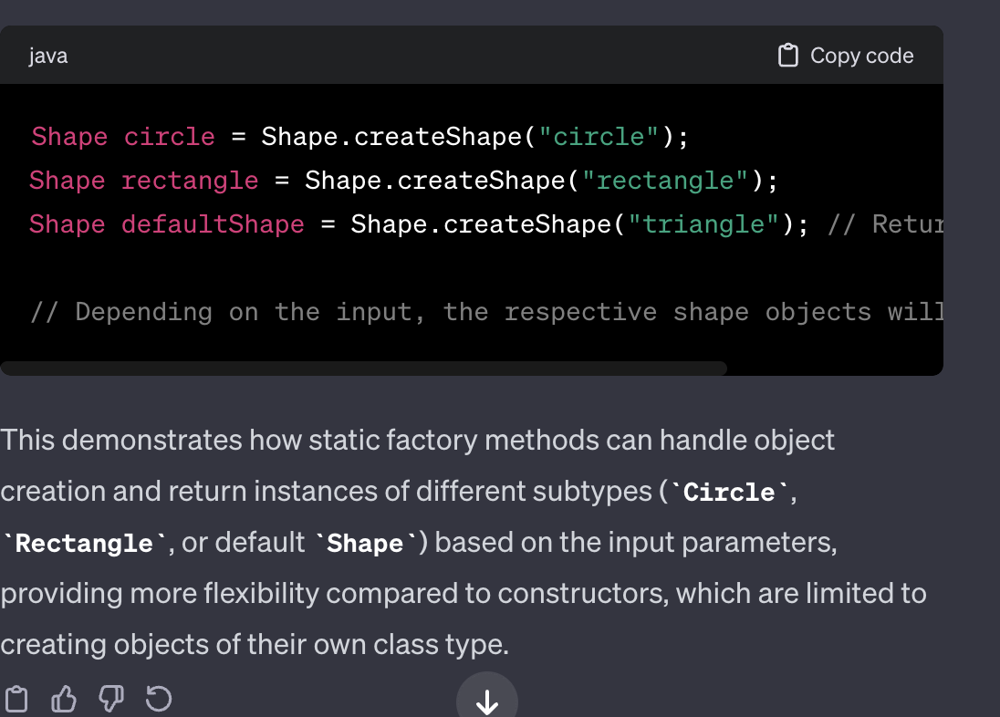 java
Copy code
Shape circle = Shape.createShape("circle");
Shape rectangle = Shape.createShape("rectangle");
Shape defaultShape = Shape.createShape("triangle"); // Retur
// Depending on the input, the respective shape objects will
This demonstrates how static factory methods can handle object
creation and return instances of different subtypes (`Circle`,
`Rectangle`, or default `Shape`) based on the input parameters,
providing more flexibility compared to constructors, which are limited to
creating objects of their own class type.